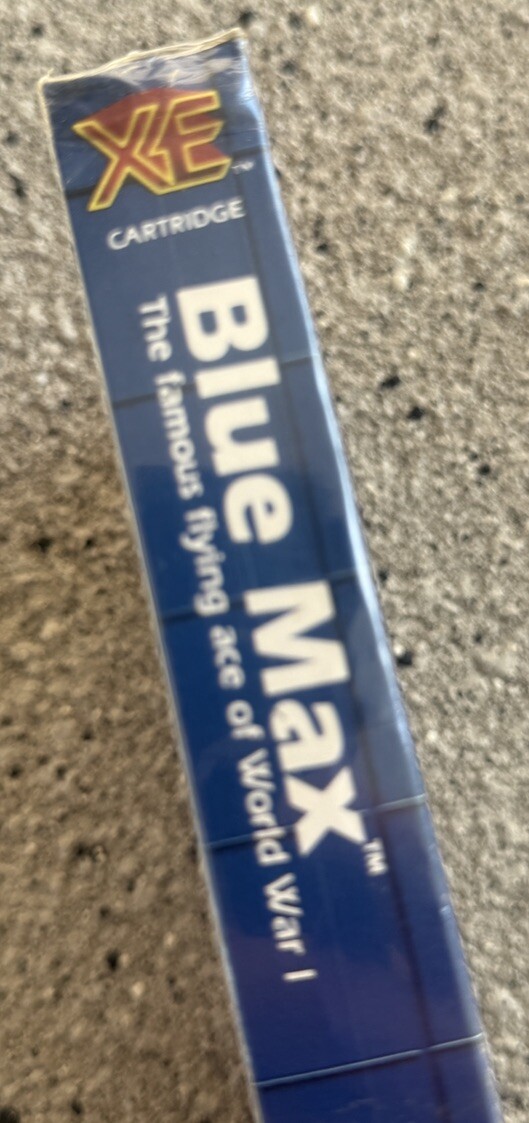 XE™
CARTRIDGE
Blue Max™
The famous flying ace of World War I